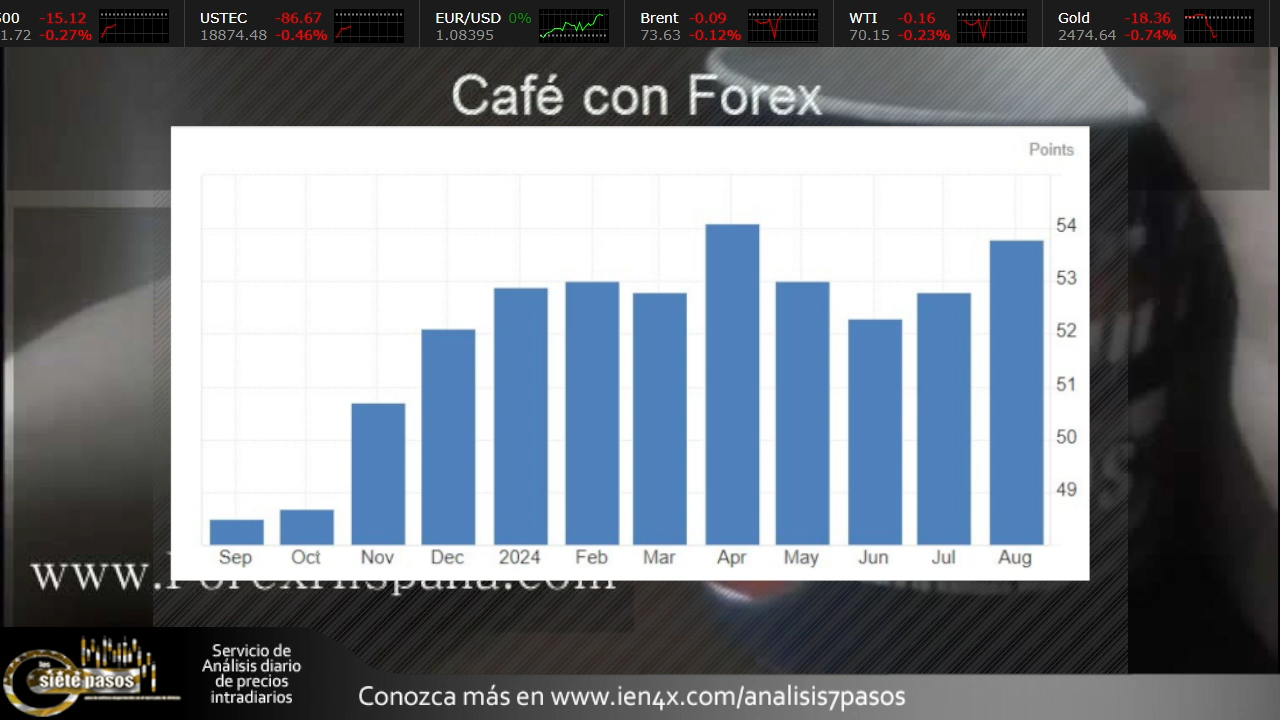 500 -15.12 USTEC -86.67 EUR/USD 0% Brent -0.09 WTI -0.16 Gold -18.36
1.72 -0.27% 18874.48 -0.46% 1.08395 73.63 -0.12% 70.15 -0.23% 2474.64 -0.74%
Café con Forex
Points
54
53
52
51
50
49
Sep Oct Nov Dec 2024 Feb Mar Apr May Jun Jul Aug
www.ForexHispana.com
los
siete pasos
Servicio de
Análisis diario
de precios
intradiarios
Conozca más en www.ien4x.com/analisis7pasos